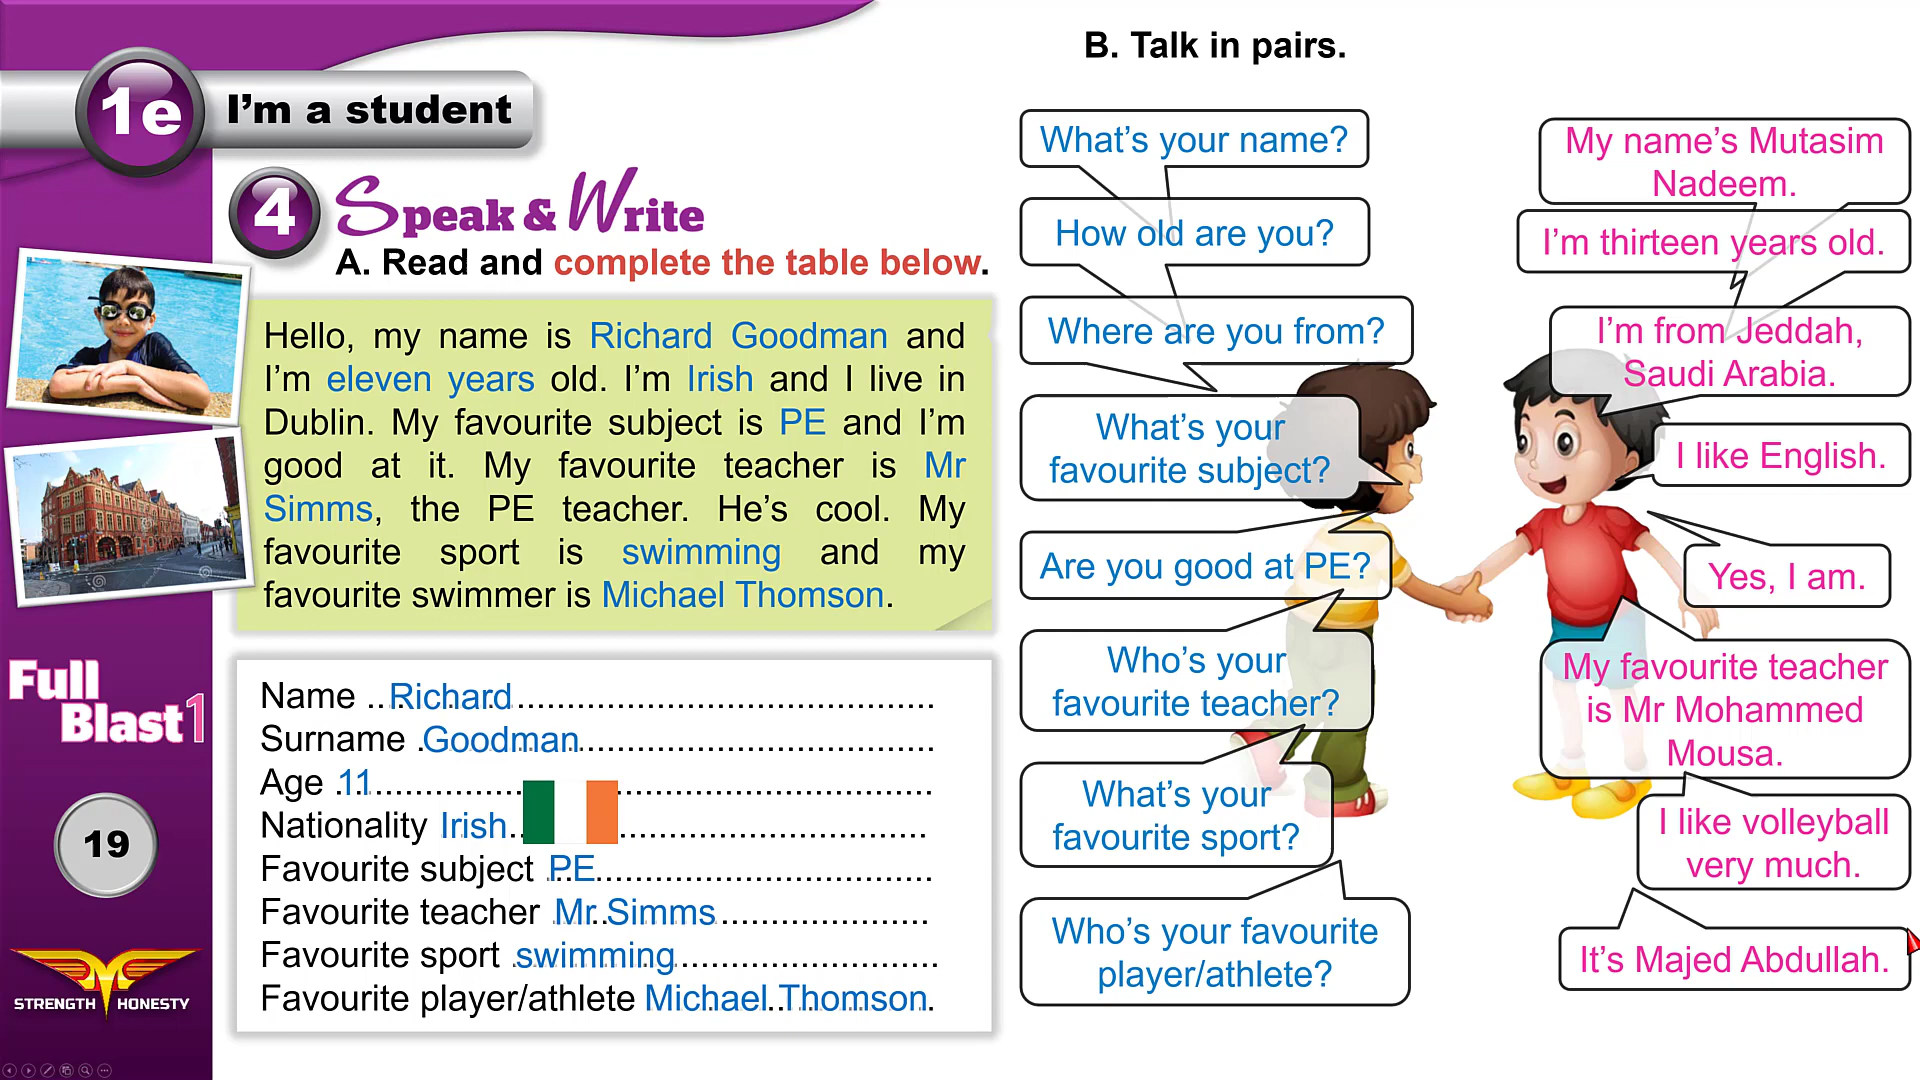 1e I'm a student
4 Speak & Write
A. Read and complete the table below.
Hello, my name is Richard Goodman and
I'm eleven years old. I'm Irish and I live in
Dublin. My favourite subject is PE and I'm
good at it. My favourite teacher is Mr
Simms, the PE teacher. He's cool. My
favourite sport is swimming and my
favourite swimmer is Michael Thomson.
Name Richard
Surname Goodman
Age 11
Nationality Irish
Favourite subject PE
Favourite teacher Mr Simms
Favourite sport swimming
Favourite player/athlete Michael Thomson.
Full
Blast 1
19
STRENGTH HONESTY
B. Talk in pairs.
What's your name?
My name's Mutasim
Nadeem.
How old are you?
I'm thirteen years old.
Where are you from?
I'm from Jeddah,
Saudi Arabia.
What's your
favourite subject?
I like English.
Are you good at PE?
Yes, I am.
Who's your
favourite teacher?
My favourite teacher
is Mr Mohammed
Mousa.
What's your
favourite sport?
I like volleyball
very much.
Who's your favourite
player/athlete?
It's Majed Abdullah.